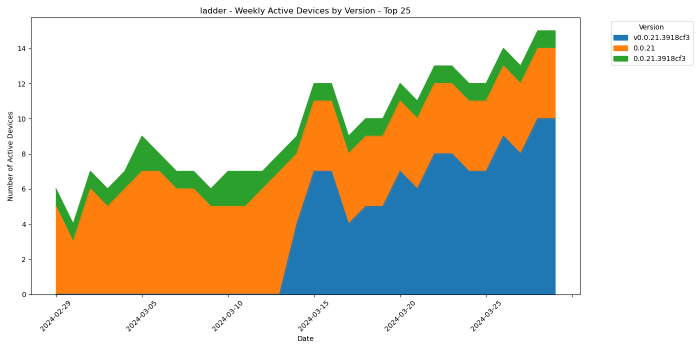 ladder - Weekly Active Devices by Version - Top 25
Version
v0.0.21.3918cf3
0.0.21
0.0.21.3918cf3
Number of Active Devices
14
12
10
8
6
4
2
0
2024-02-29
2024-03-05
2024-03-10
2024-03-15
2024-03-20
2024-03-25
Date